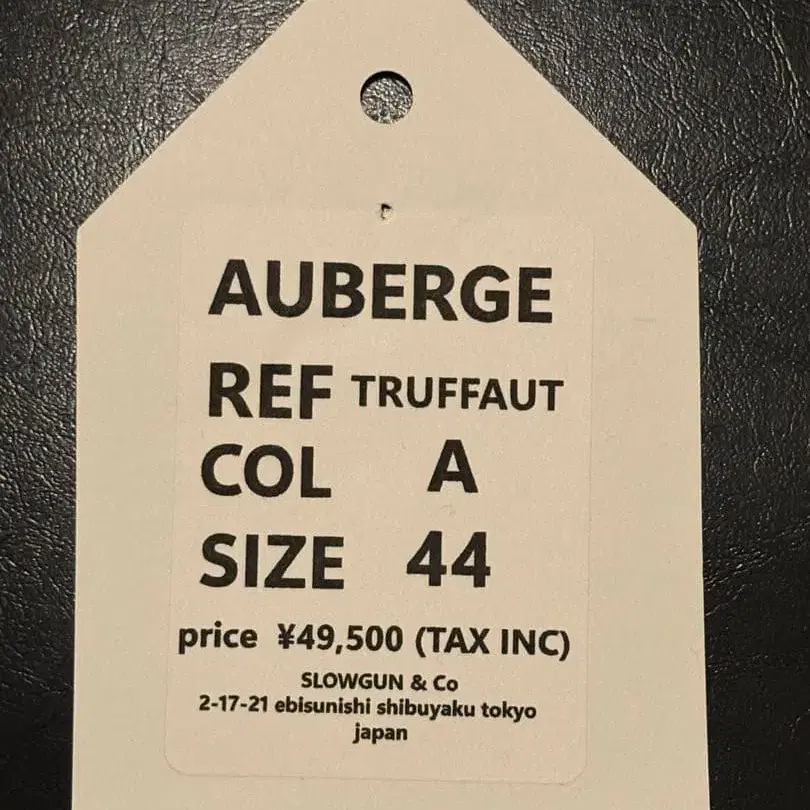 AUBERGE
REF TRUFFAUT
COL A
SIZE 44
price ¥49,500 (TAX INC)
SLOWGUN & Co
2-17-21 ebisunishi shibuyaku tokyo
japan